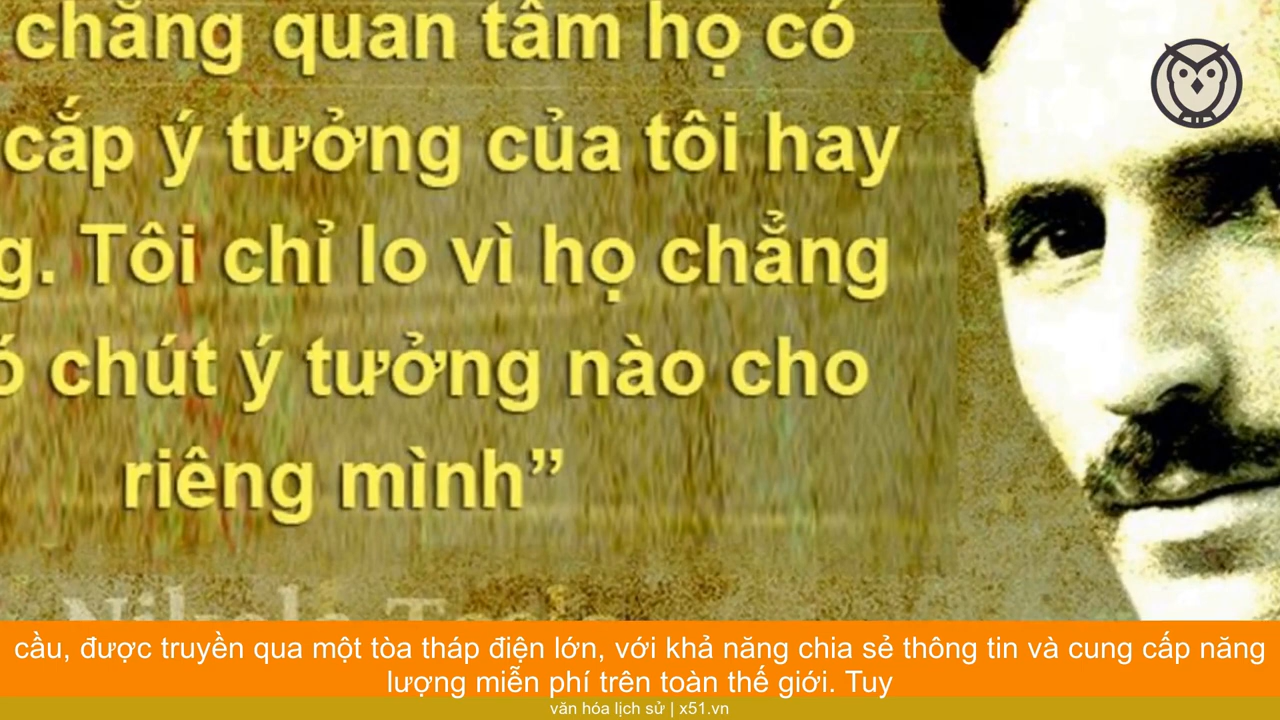 chẳng quan tâm họ có
cắp ý tưởng của tôi hay
g. Tôi chỉ lo vì họ chẳng
ó chút ý tưởng nào cho
riêng mình”
Nikola Tesla
cầu, được truyền qua một tòa tháp điện lớn, với khả năng chia sẻ thông tin và cung cấp năng
lượng miễn phí trên toàn thế giới. Tuy
văn hóa lịch sử | x51.vn